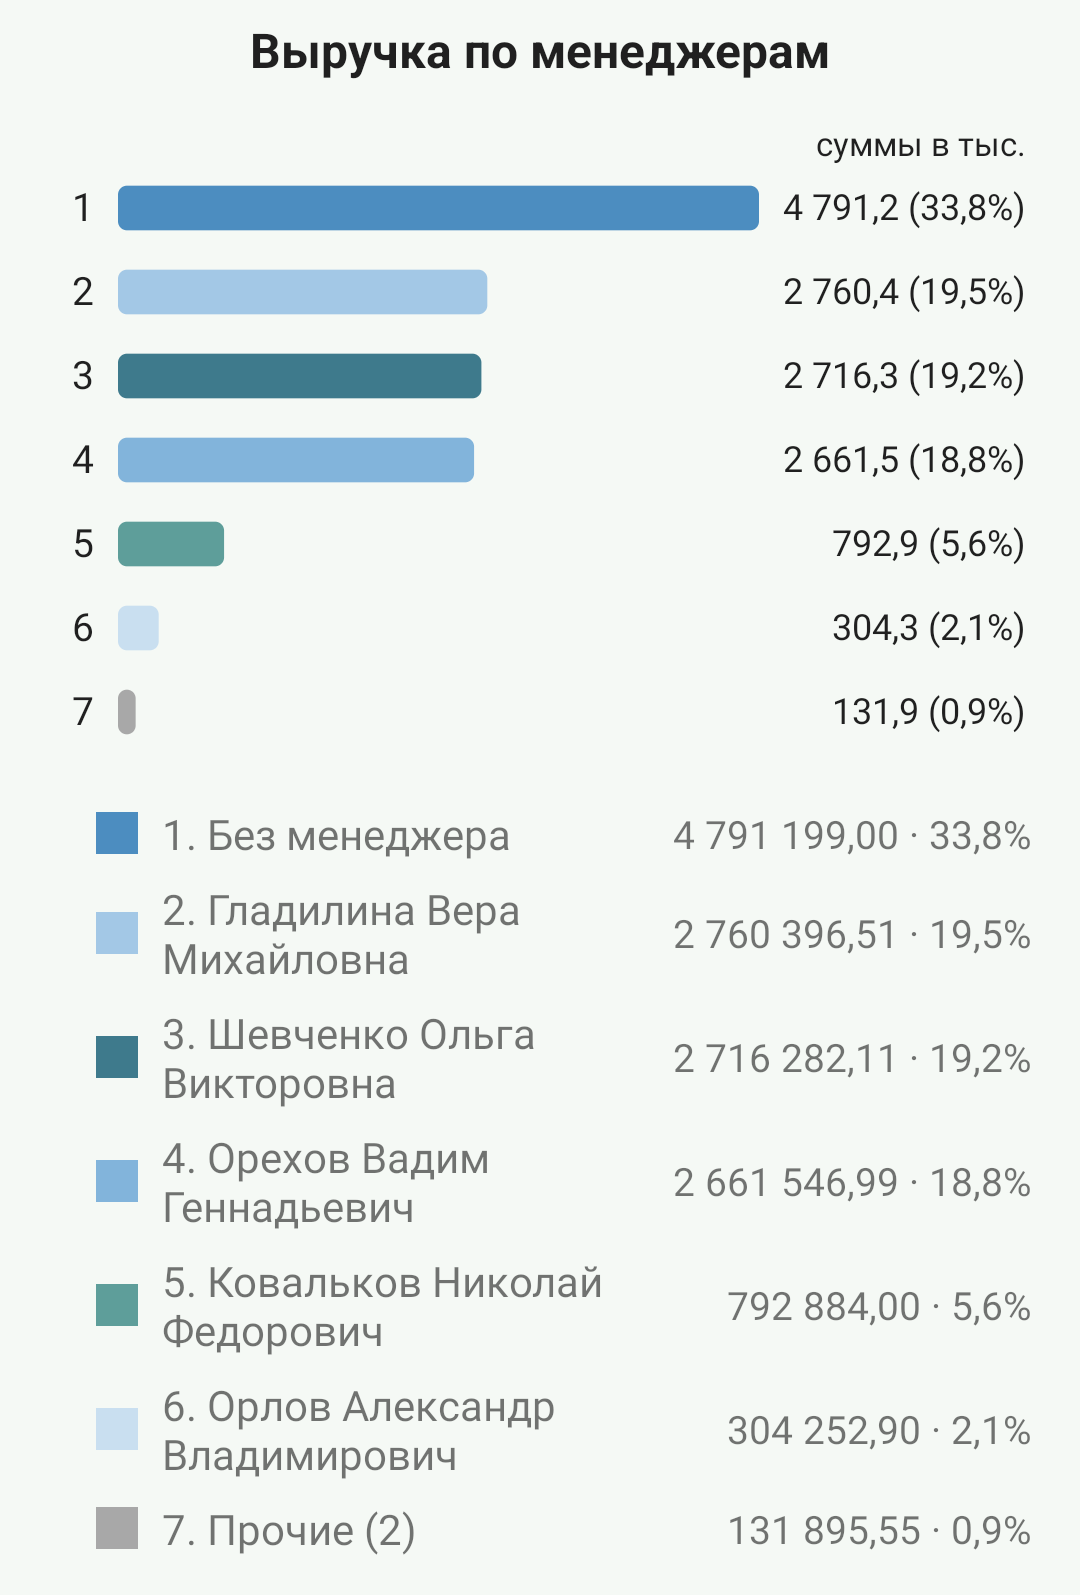 Выручка по менеджерам
суммы в тыс.
1 4 791,2 (33,8%)
2 2 760,4 (19,5%)
3 2 716,3 (19,2%)
4 2 661,5 (18,8%)
5 792,9 (5,6%)
6 304,3 (2,1%)
7 131,9 (0,9%)
1. Без менеджера 4 791 199,00 · 33,8%
2. Гладилина Вера
Михайловна 2 760 396,51 · 19,5%
3. Шевченко Ольга
Викторовна 2 716 282,11 · 19,2%
4. Орехов Вадим
Геннадьевич 2 661 546,99 · 18,8%
5. Ковальков Николай
Федорович 792 884,00 · 5,6%
6. Орлов Александр
Владимирович 304 252,90 · 2,1%
7. Прочие (2) 131 895,55 · 0,9%